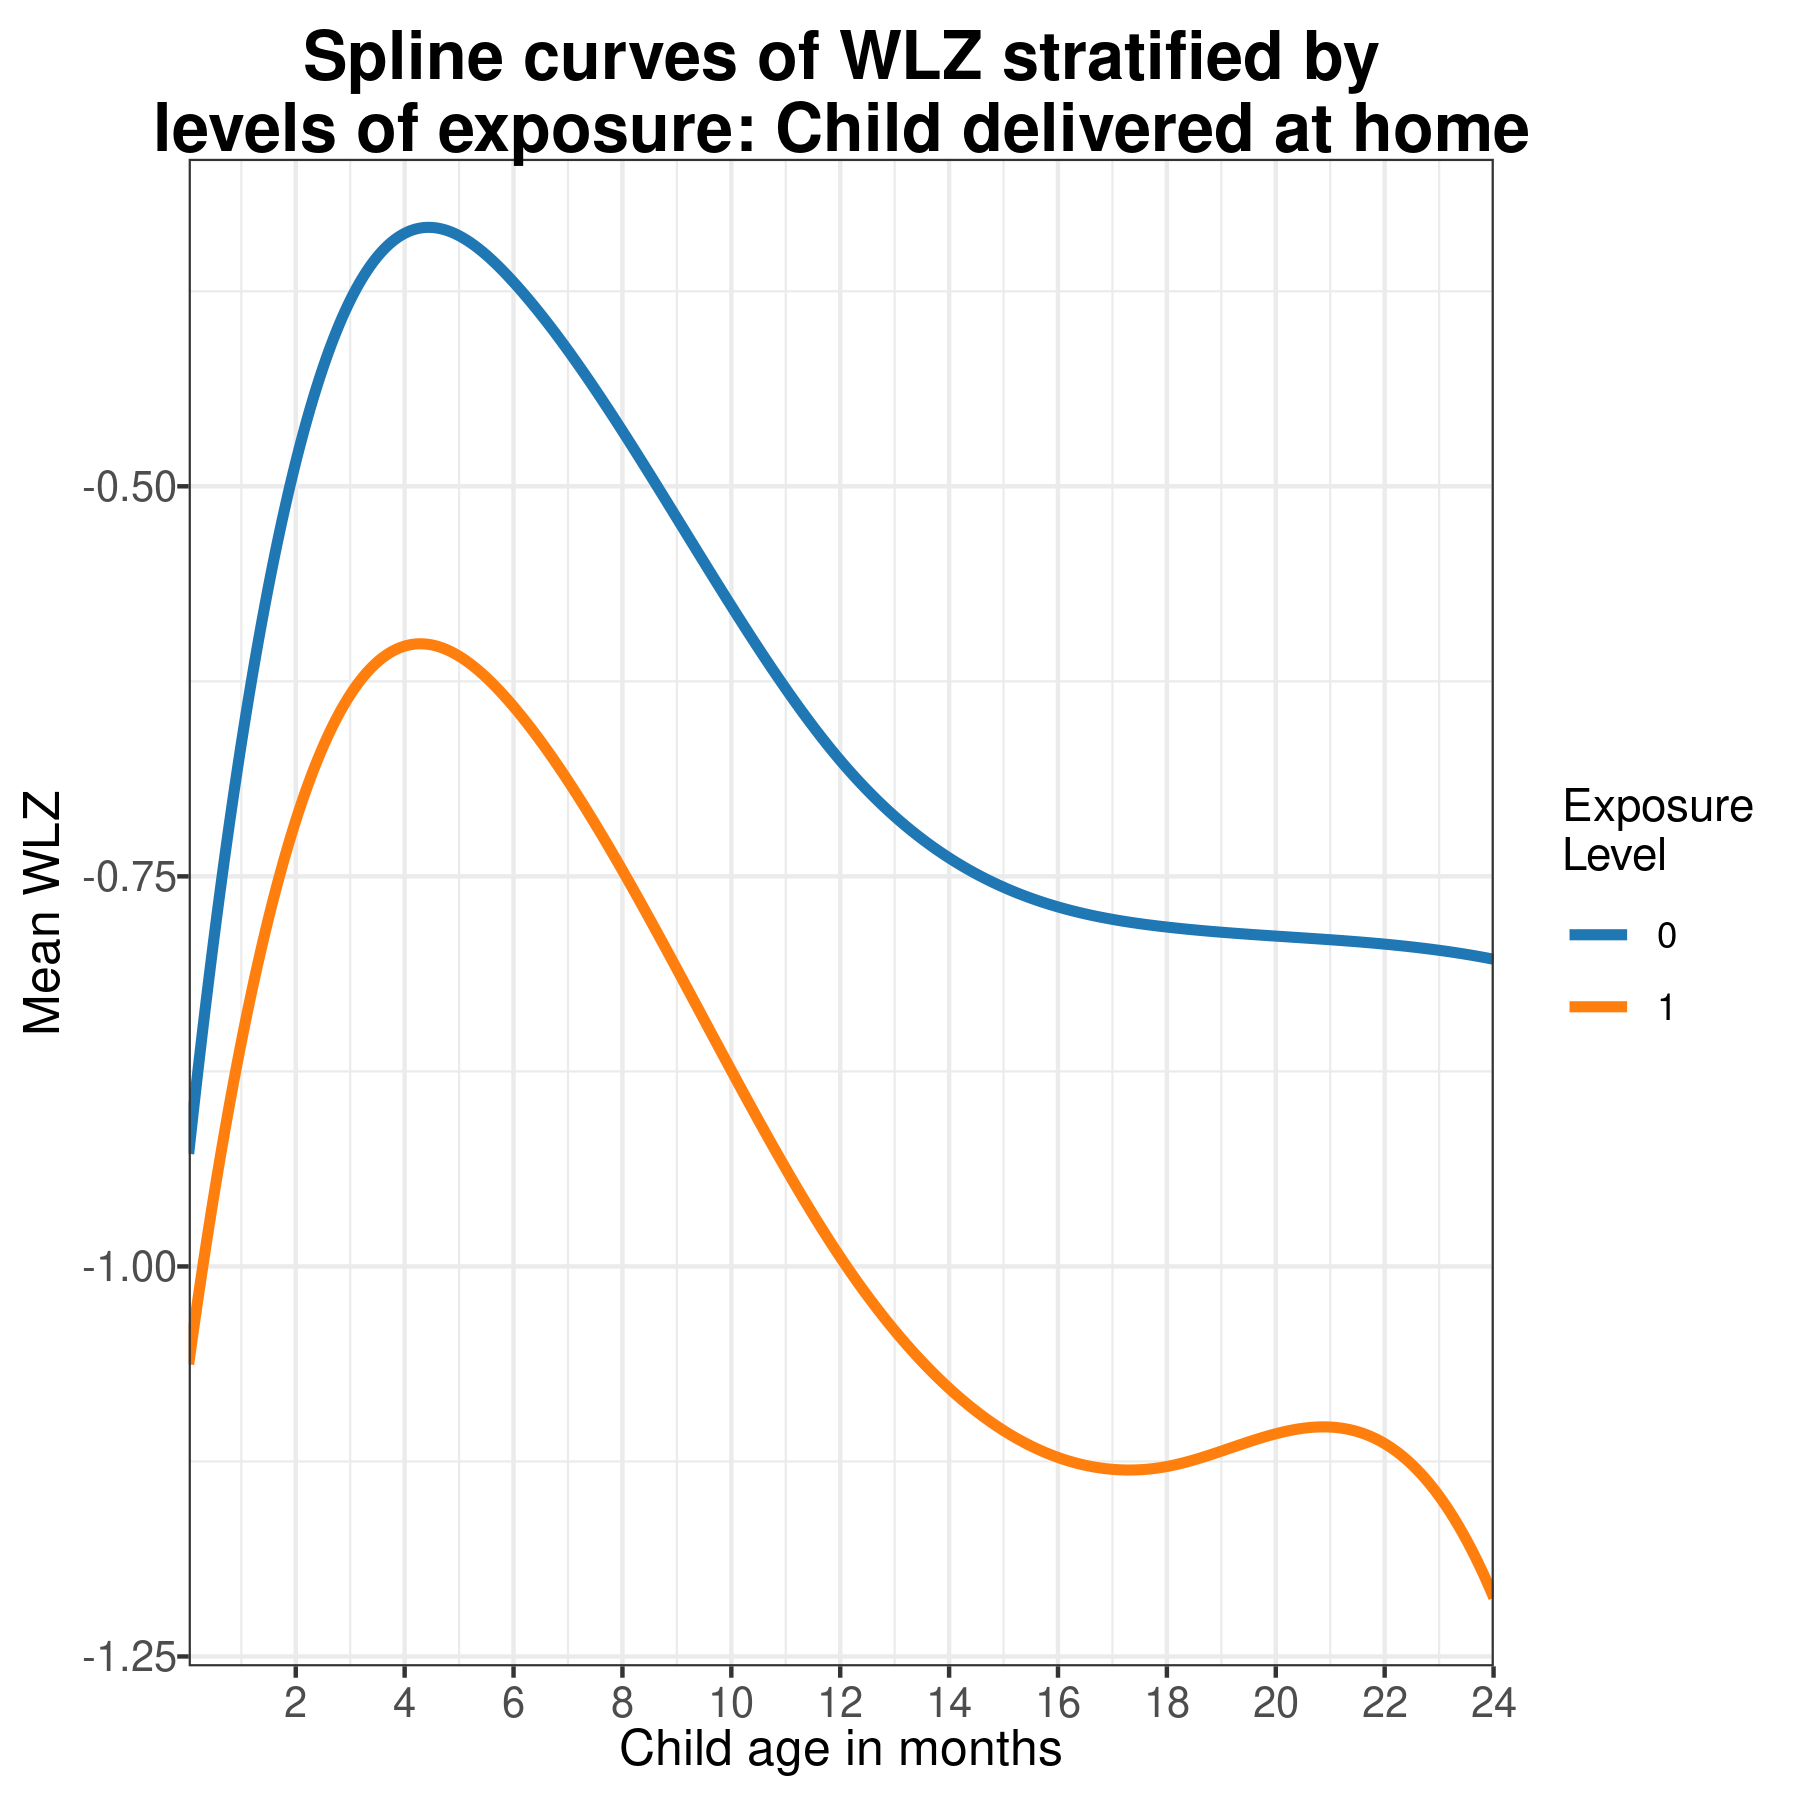 Spline curves of WLZ stratified by
levels of exposure: Child delivered at home
Mean WLZ
-0.50
-0.75
-1.00
-1.25
2 4 6 8 10 12 14 16 18 20 22 24
Child age in months
Exposure
Level
0
1